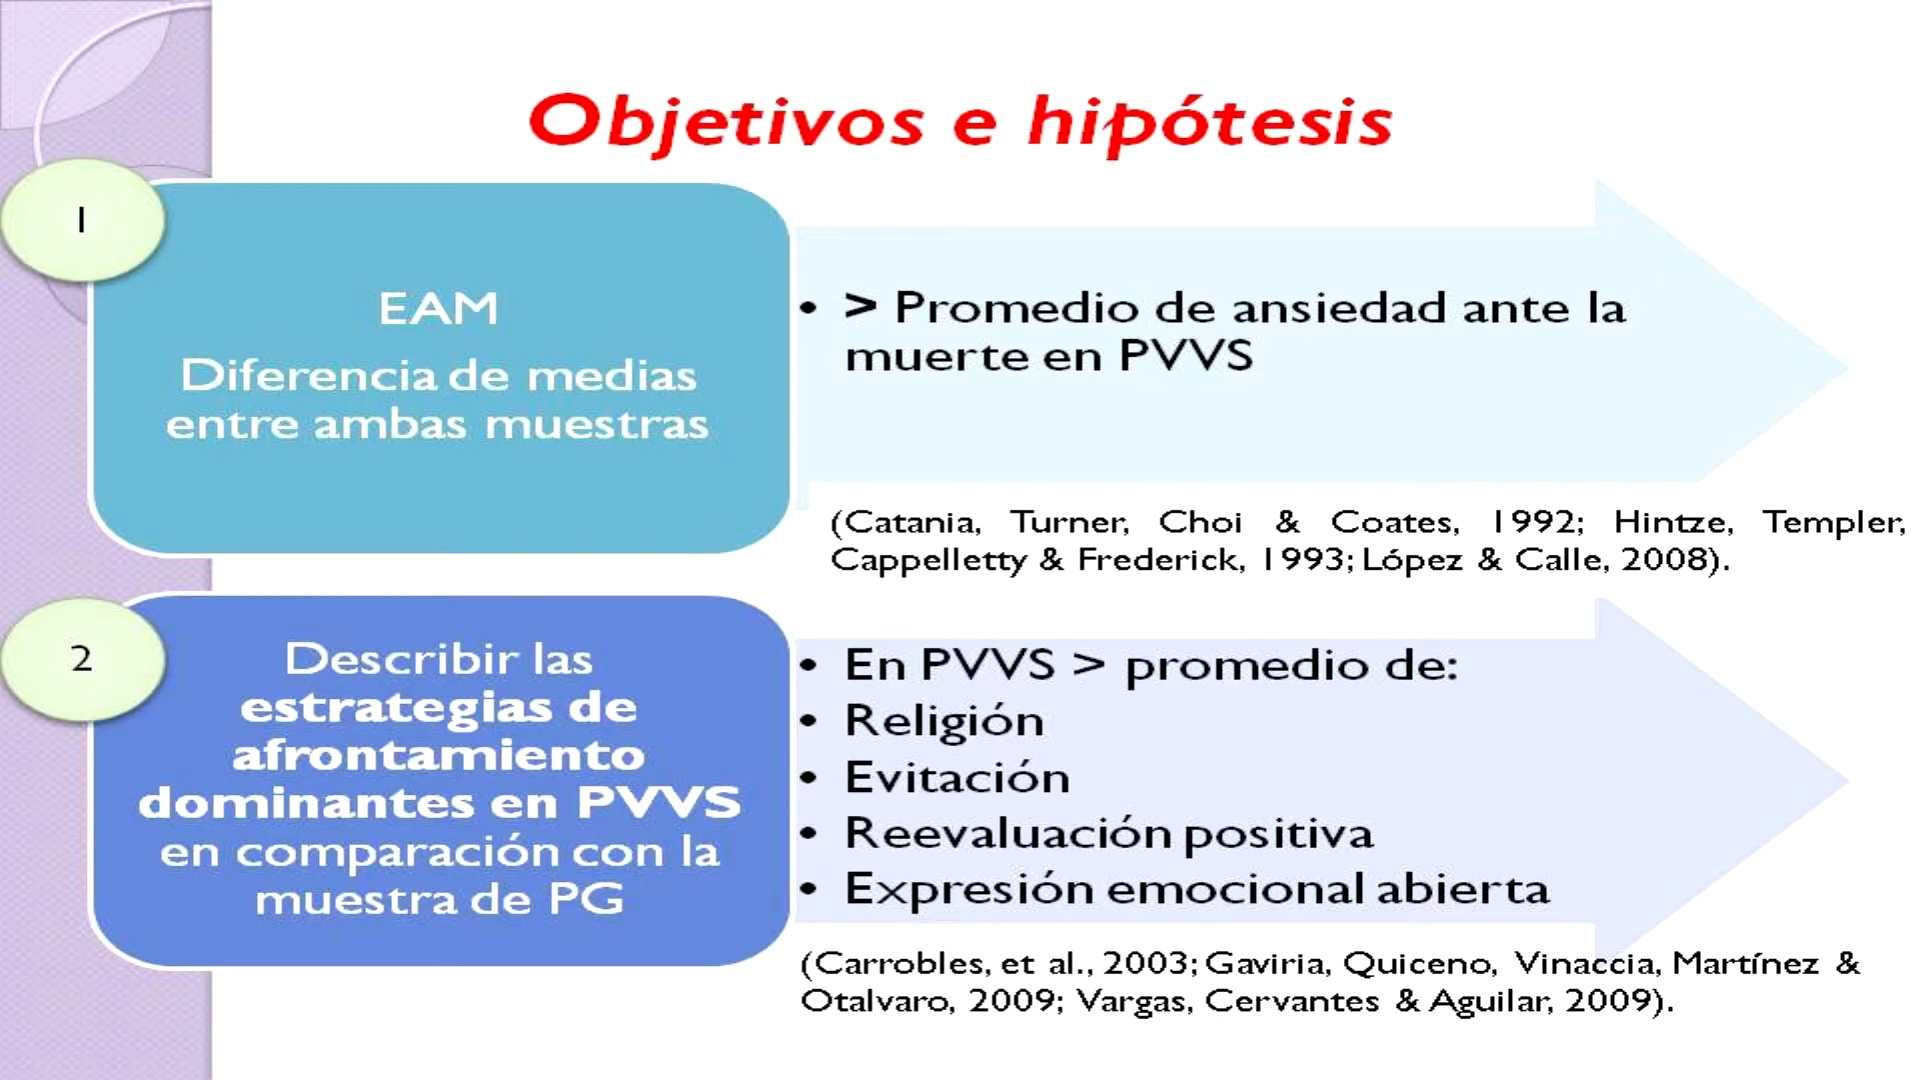 Objetivos e hipótesis
1
EAM
Diferencia de medias
entre ambas muestras
• > Promedio de ansiedad ante la
muerte en PVVS
(Catania, Turner, Choi & Coates, 1992; Hintze, Templer,
Cappelletty & Frederick, 1993; López & Calle, 2008).
2
Describir las
estrategias de
afrontamiento
dominantes en PVVS
en comparación con la
muestra de PG
• En PVVS > promedio de:
• Religión
• Evitación
• Reevaluación positiva
• Expresión emocional abierta
(Carrobles, et al., 2003; Gaviria, Quiceno, Vinaccia, Martínez &
Otalvaro, 2009; Vargas, Cervantes & Aguilar, 2009).